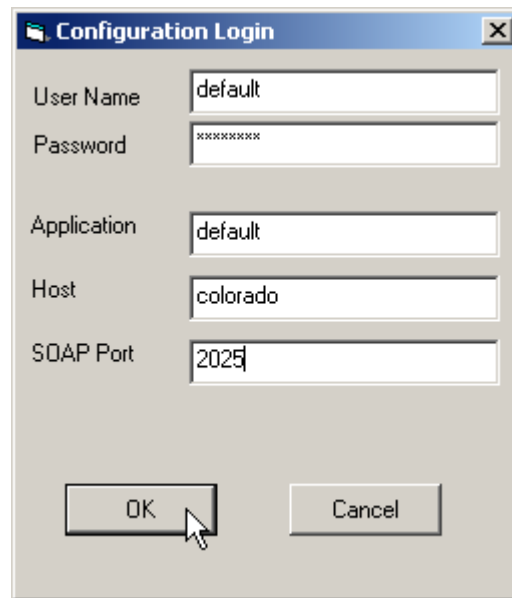 Configuration Login
User Name default
Password ********
Application default
Host colorado
SOAP Port 2025
OK Cancel